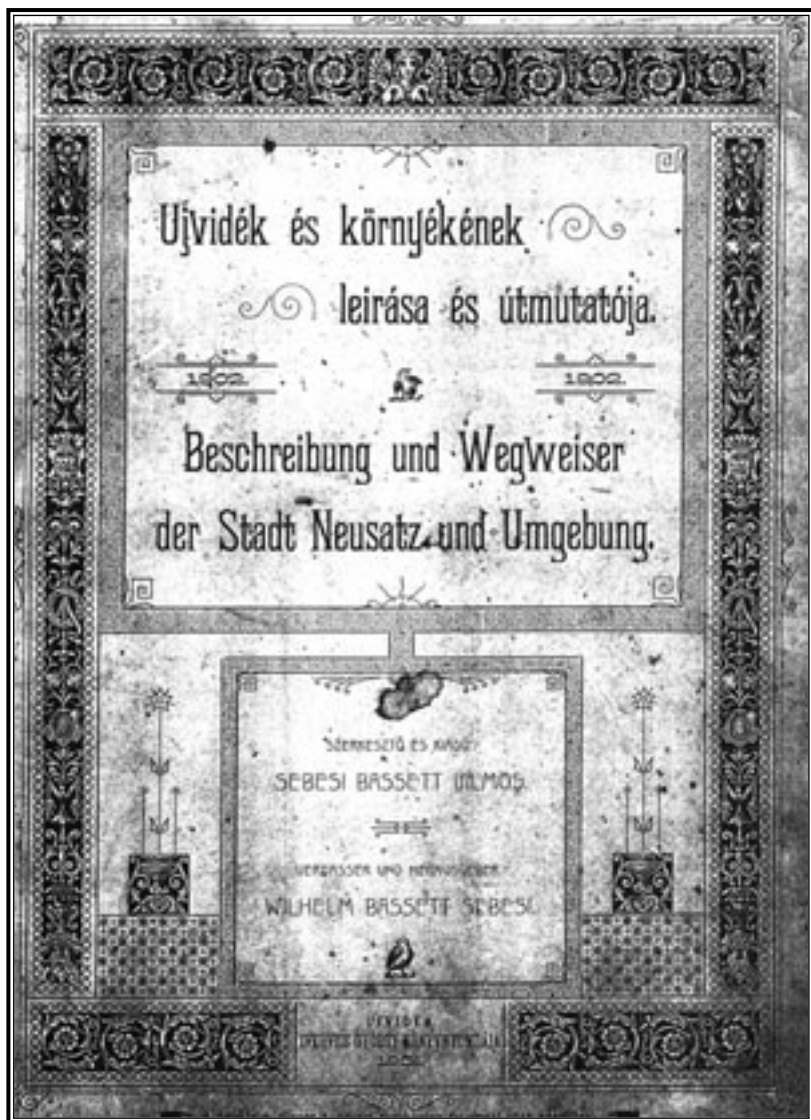 Ujvidék és környékének
leirása és útmutatója.
1902. 1902.
Beschreibung und Wegweiser
der Stadt Neusatz und Umgebung.
SZERKESZTŐ ÉS KIADÓ:
SEBESI BASSETT VILMOS.
VERFASSER UND HERAUSGEBER:
WILHELM BASSETT SEBESI.
UJVIDÉK